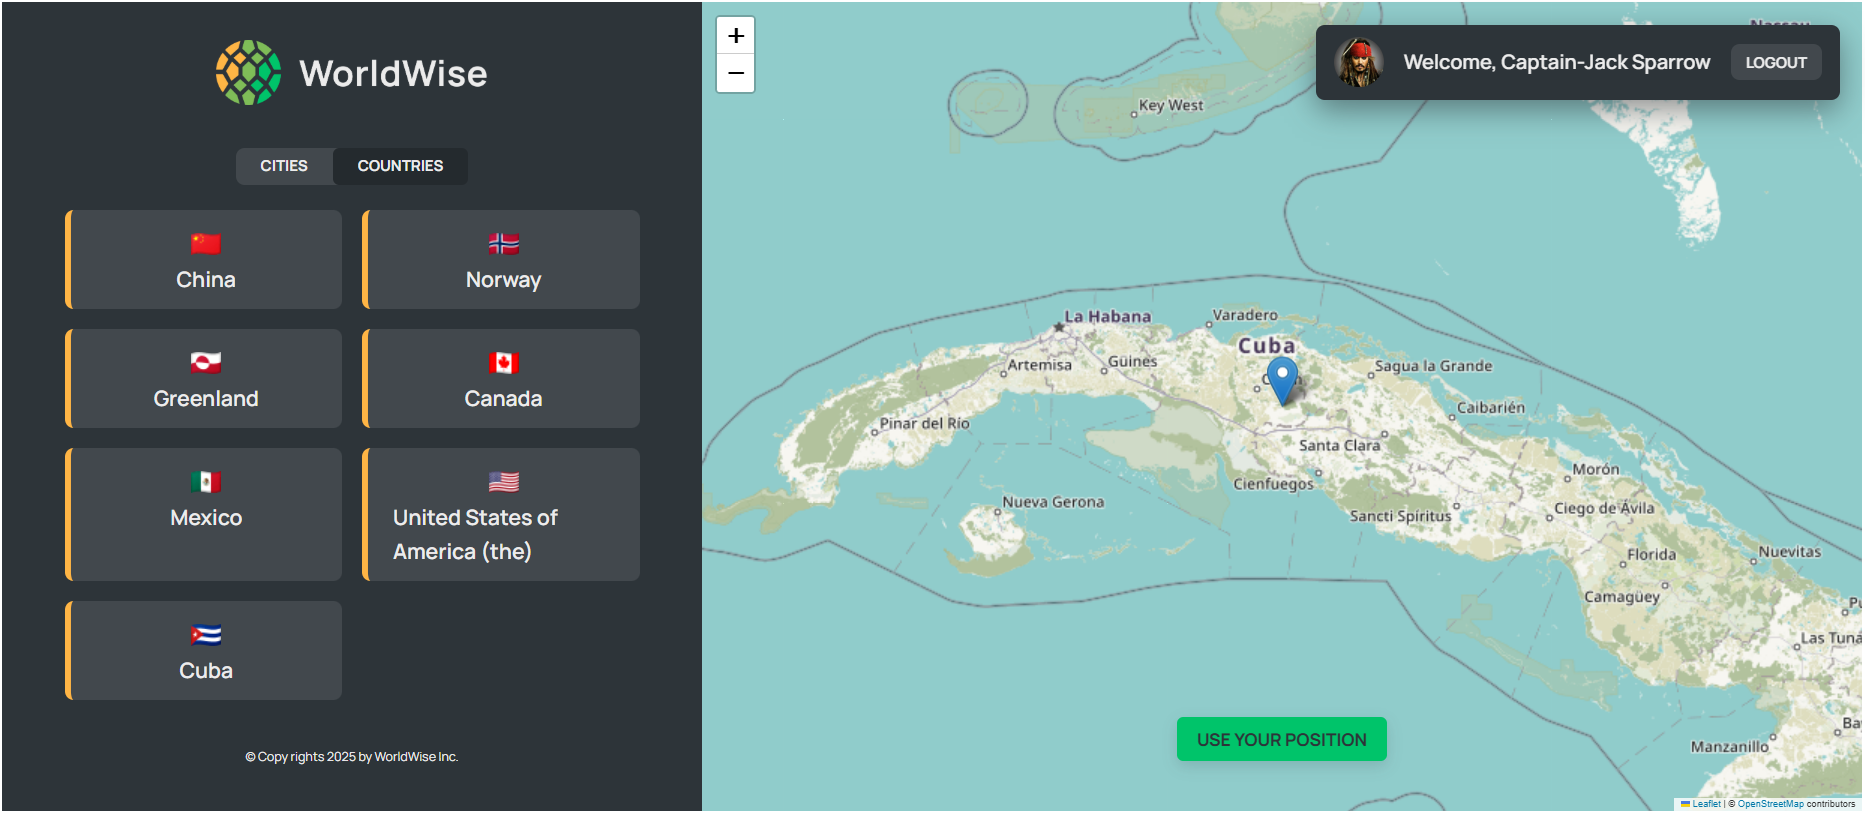 WorldWise
CITIES
COUNTRIES
China
Norway
Greenland
Canada
Mexico
United States of
America (the)
Cuba
© Copy rights 2025 by WorldWise Inc.
+
−
Nassau
Welcome, Captain-Jack Sparrow
LOGOUT
Key West
La Habana
Varadero
Cuba
Artemisa
Güines
Sagua la Grande
Caibarién
Pinar del Río
Santa Clara
Morón
Cienfuegos
Nueva Gerona
Sancti Spíritus
Ciego de Ávila
Florida
Nuevitas
Camagüey
Las Tuna
Manzanillo
Ba
USE YOUR POSITION
Leaflet | © OpenStreetMap contributors